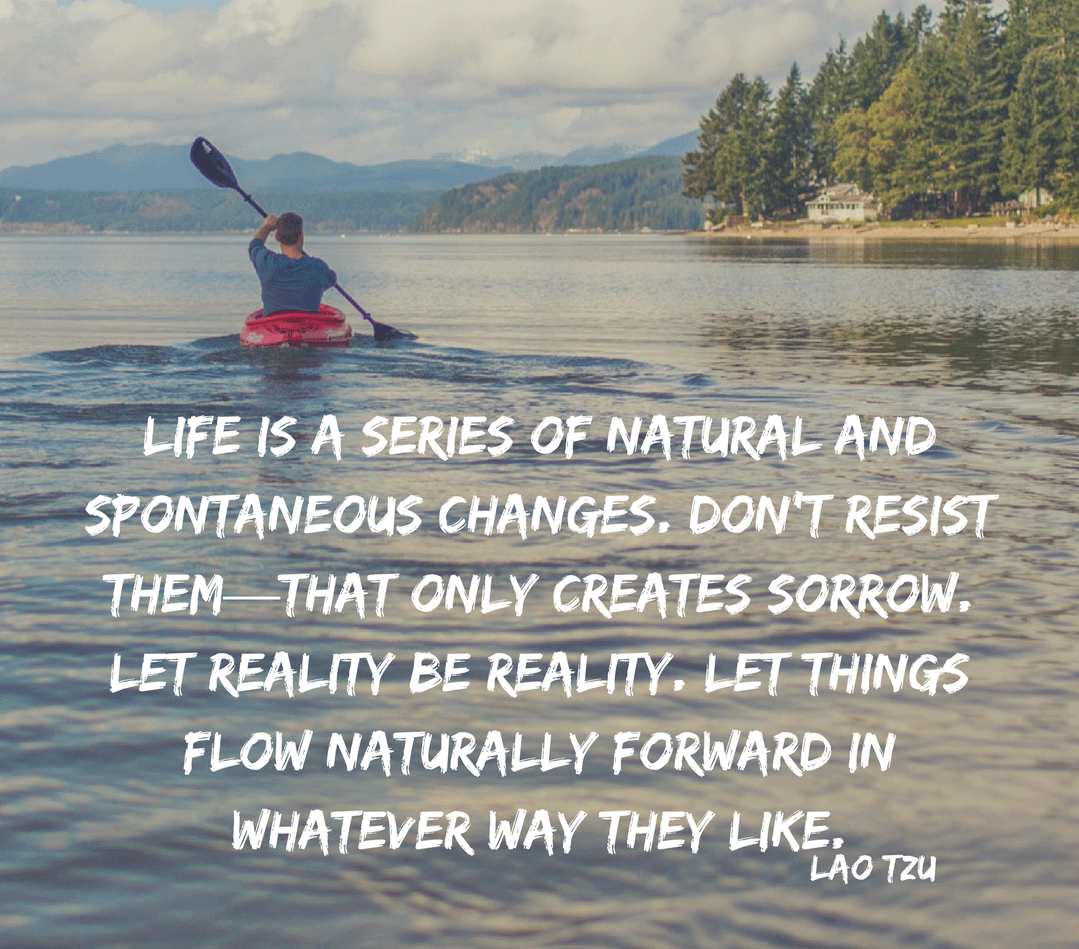 LIFE IS A SERIES OF NATURAL AND
SPONTANEOUS CHANGES. DON'T RESIST
THEM—THAT ONLY CREATES SORROW.
LET REALITY BE REALITY. LET THINGS
FLOW NATURALLY FORWARD IN
WHATEVER WAY THEY LIKE.
LAO TZU